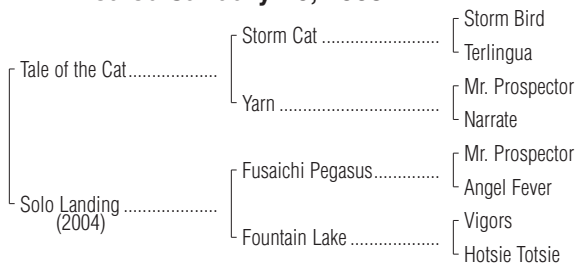 Storm Bird
Storm Cat
Terlingua
Tale of the Cat
Mr. Prospector
Yarn
Narrate
Mr. Prospector
Fusaichi Pegasus
Angel Fever
Solo Landing
(2004)
Vigors
Fountain Lake
Hotsie Totsie